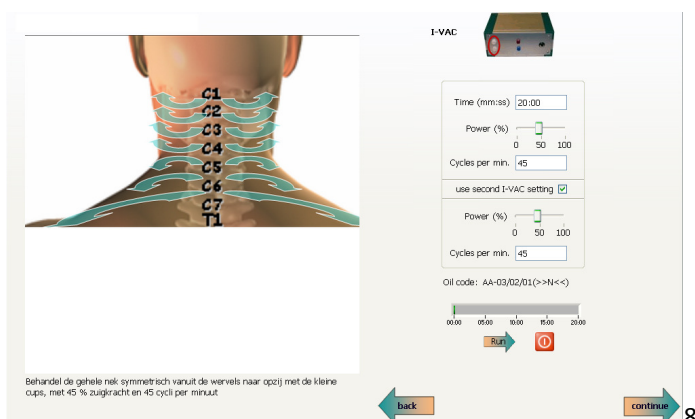 I-VAC
C1
C2
C3
C4
C5
C6
C7
T1
Time (mm:ss) 20:00
Power (%)
0 50 100
Cycles per min. 45
use second I-VAC setting
Power (%)
0 50 100
Cycles per min. 45
Oil code: AA-03/02/01(>>N<<)
00:00 05:00 10:00 15:00 20:00
Run
Behandel de gehele nek symmetrisch vanuit de wervels naar opzij met de kleine
cups, met 45 % zuigkracht en 45 cycli per minuut
back
continue
8